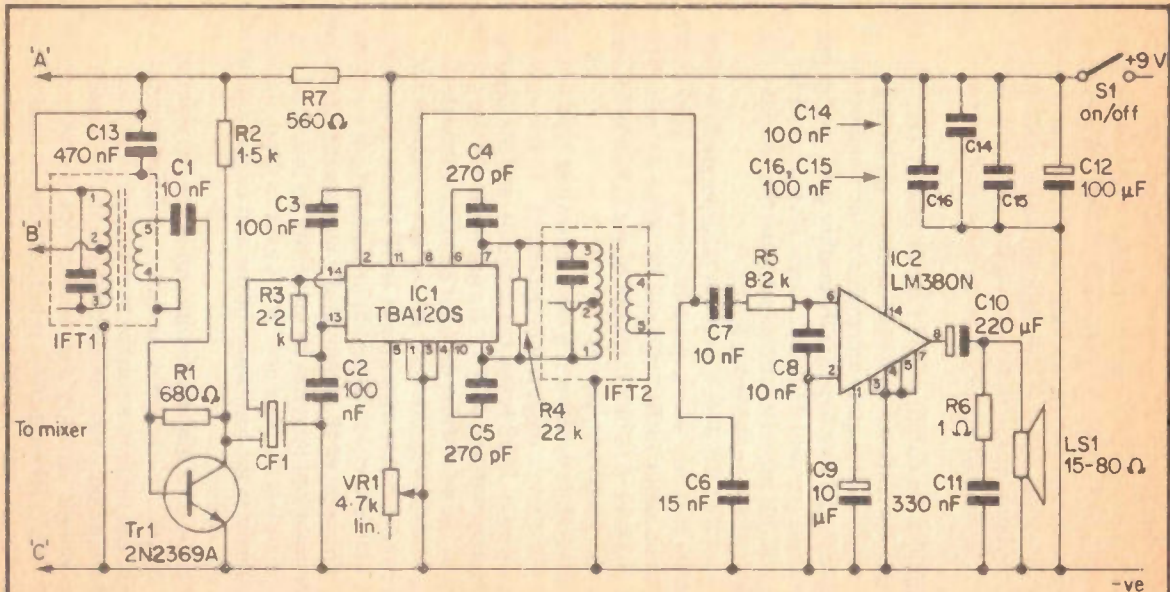 'A'
+9 V
S1
on/off
R7
560Ω
C13
470 nF
C1
10 nF
R2
1·5 k
C3
100 nF
C4
270 pF
C14
100 nF
C16, C15
100 nF
C16
C14
C15
C12
100 µF
'B'
1
2
3
5
4
IFT1
2
11
8
6
7
14
13
IC1
TBA120S
5
1
3
4
10
9
R3
2·2
k
C2
100
nF
R1
680Ω
To mixer
CF1
Tr1
2N2369A
'C'
VR1
4·7k
lin.
C5
270 pF
R4
22 k
3
2
1
4
5
IFT2
R5
8·2 k
C7
10 nF
C8
10 nF
C6
15 nF
IC2
LM380N
6
2
14
8
1
3
4
5
7
C10
220 µF
C9
10
µF
R6
1Ω
C11
330 nF
LS1
15-80 Ω
-ve